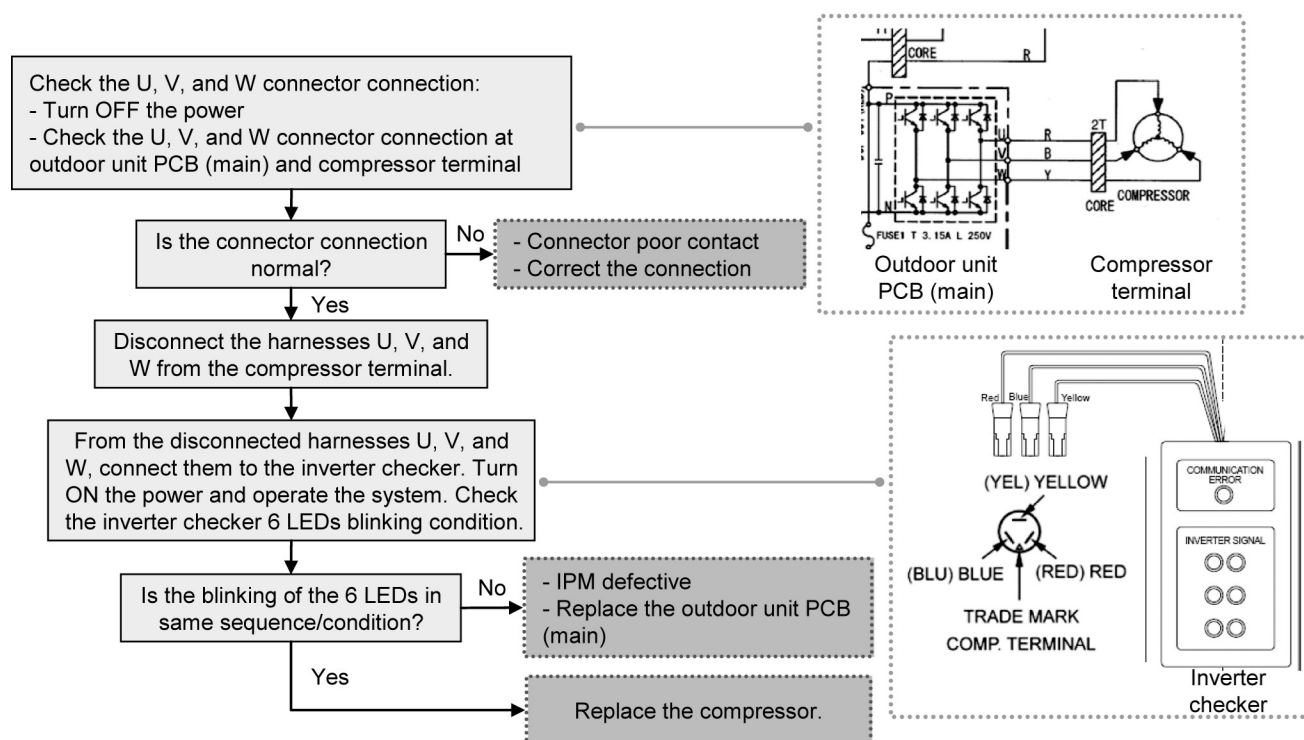 Check the U, V, and W connector connection:
- Turn OFF the power
- Check the U, V, and W connector connection at
outdoor unit PCB (main) and compressor terminal
Is the connector connection
normal?
No
- Connector poor contact
- Correct the connection
Yes
Disconnect the harnesses U, V, and
W from the compressor terminal.
From the disconnected harnesses U, V, and
W, connect them to the inverter checker. Turn
ON the power and operate the system. Check
the inverter checker 6 LEDs blinking condition.
Is the blinking of the 6 LEDs in
same sequence/condition?
No
- IPM defective
- Replace the outdoor unit PCB
(main)
Yes
Replace the compressor.
CORE
R
P
U
R
2T
V
B
W
Y
N
CORE
COMPRESSOR
FUSE1 T 3.15A L 250V
Outdoor unit
PCB (main)
Compressor
terminal
Red
Blue
Yellow
(YEL) YELLOW
(BLU) BLUE
(RED) RED
TRADE MARK
COMP. TERMINAL
COMMUNICATION
ERROR
INVERTER SIGNAL
Inverter
checker